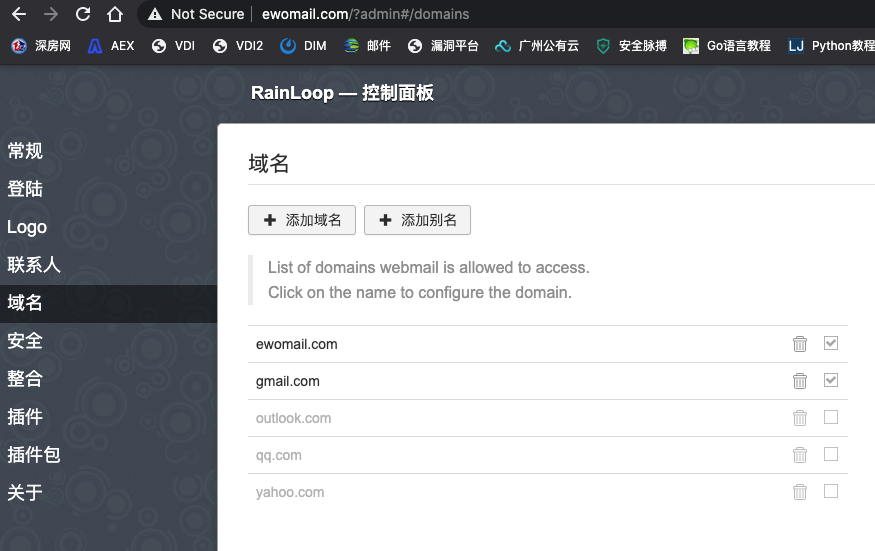 Not Secure | ewomail.com/?admin#/domains
深房网 AEX VDI VDI2 DIM 邮件 漏洞平台 广州公有云 安全脉搏 Go语言教程 LJ Python教程
RainLoop — 控制面板
常规
登陆
Logo
联系人
域名
安全
整合
插件
插件包
关于
域名
添加域名 添加别名
List of domains webmail is allowed to access.
Click on the name to configure the domain.
ewomail.com
gmail.com
outlook.com
qq.com
yahoo.com